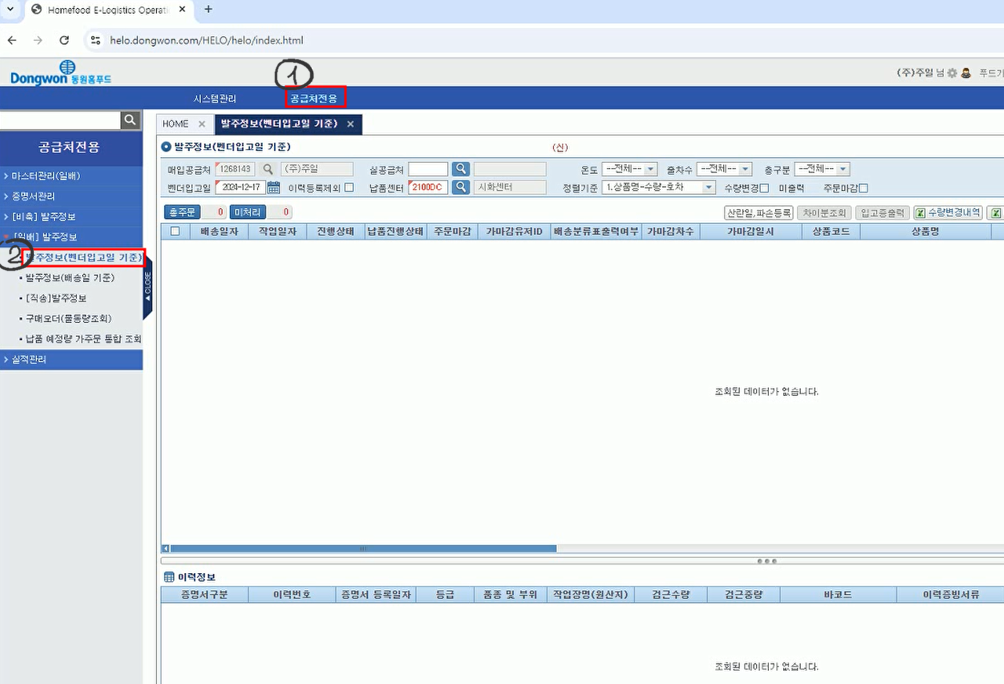 Homefood E-Logistics Operati
helo.dongwon.com/HELO/helo/index.html
Dongwon 동원홈푸드
(주)주일 님
푸드기
1
시스템관리 공급처전용
HOME × 발주정보(벤더입고일 기준) ×
공급처전용
발주정보(벤더입고일 기준) (신)
마스터관리(일배)
증명서관리
[비축] 발주정보
[일배] 발주정보
2
발주정보(벤더입고일 기준)
발주정보(배송일 기준)
[직송]발주정보
구매오더(물동량조회)
납품 예정량 가주문 통합 조회
실적관리
CLOSE
매입공급처 1268143 (주)주일 실공급처 온도 --전체-- 출차수 --전체-- 총구분 --전체--
벤더입고일 2024-12-17 이력등록제외 납품센터 2100DC 시화센터 정렬기준 1.상품명-수량-호차 수량변경 미출력 주문마감
총주문 0 미처리 0 산란일,파손등록 차이분조회 입고증출력 수량변경내역
배송일자 작업일자 진행상태 납품진행상태 주문마감 가마감유저ID 배송분류표출력여부 가마감차수 가마감일시 상품코드 상품명
조회된 데이터가 없습니다.
이력정보
증명서구분 이력번호 증명서 등록일자 등급 품종 및 부위 작업장명(원산지) 검근수량 검근중량 바코드 이력증빙서류
조회된 데이터가 없습니다.